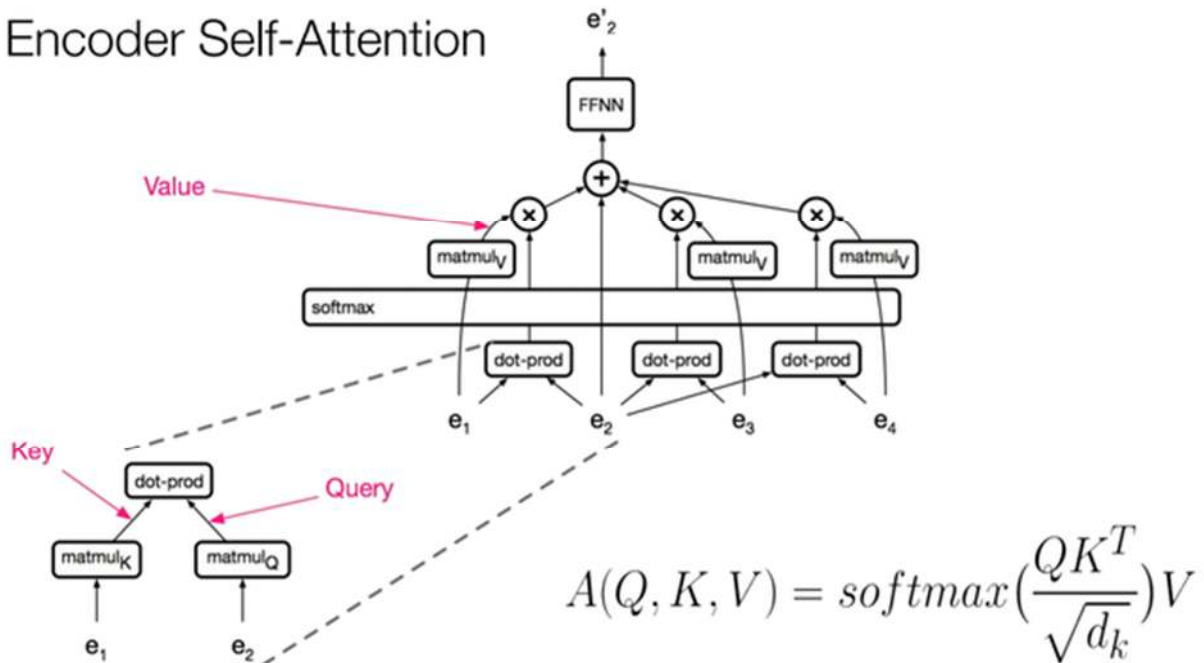 Encoder Self-Attention
e'₂
FFNN
+
Value
x x x
matmulV matmulV matmulV
softmax
dot-prod dot-prod dot-prod
e₁ e₂ e₃ e₄
Key
dot-prod
Query
matmulK matmulQ
e₁ e₂
A(Q, K, V) = softmax(QK^T/√d_k)V